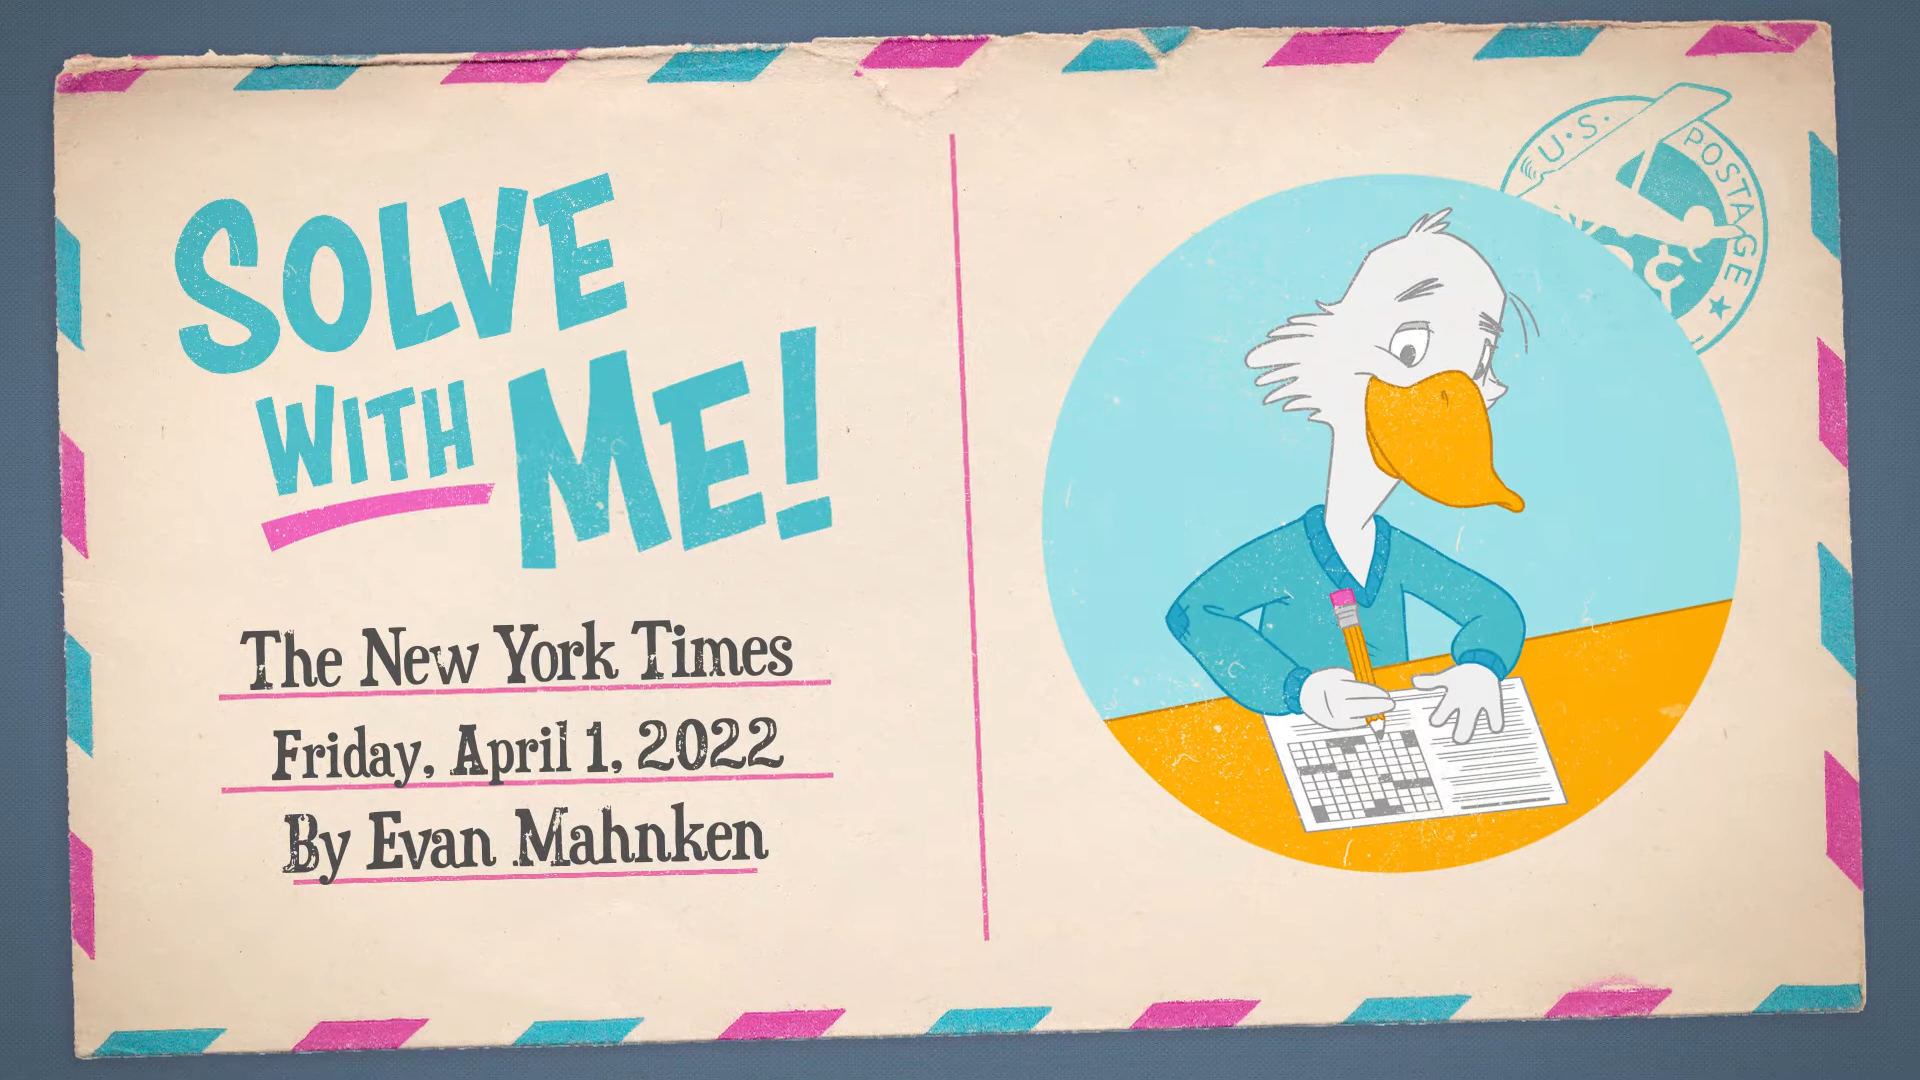 SOLVE
WITH ME!
The New York Times
Friday, April 1, 2022
By Evan Mahnken
U.S. POSTAGE